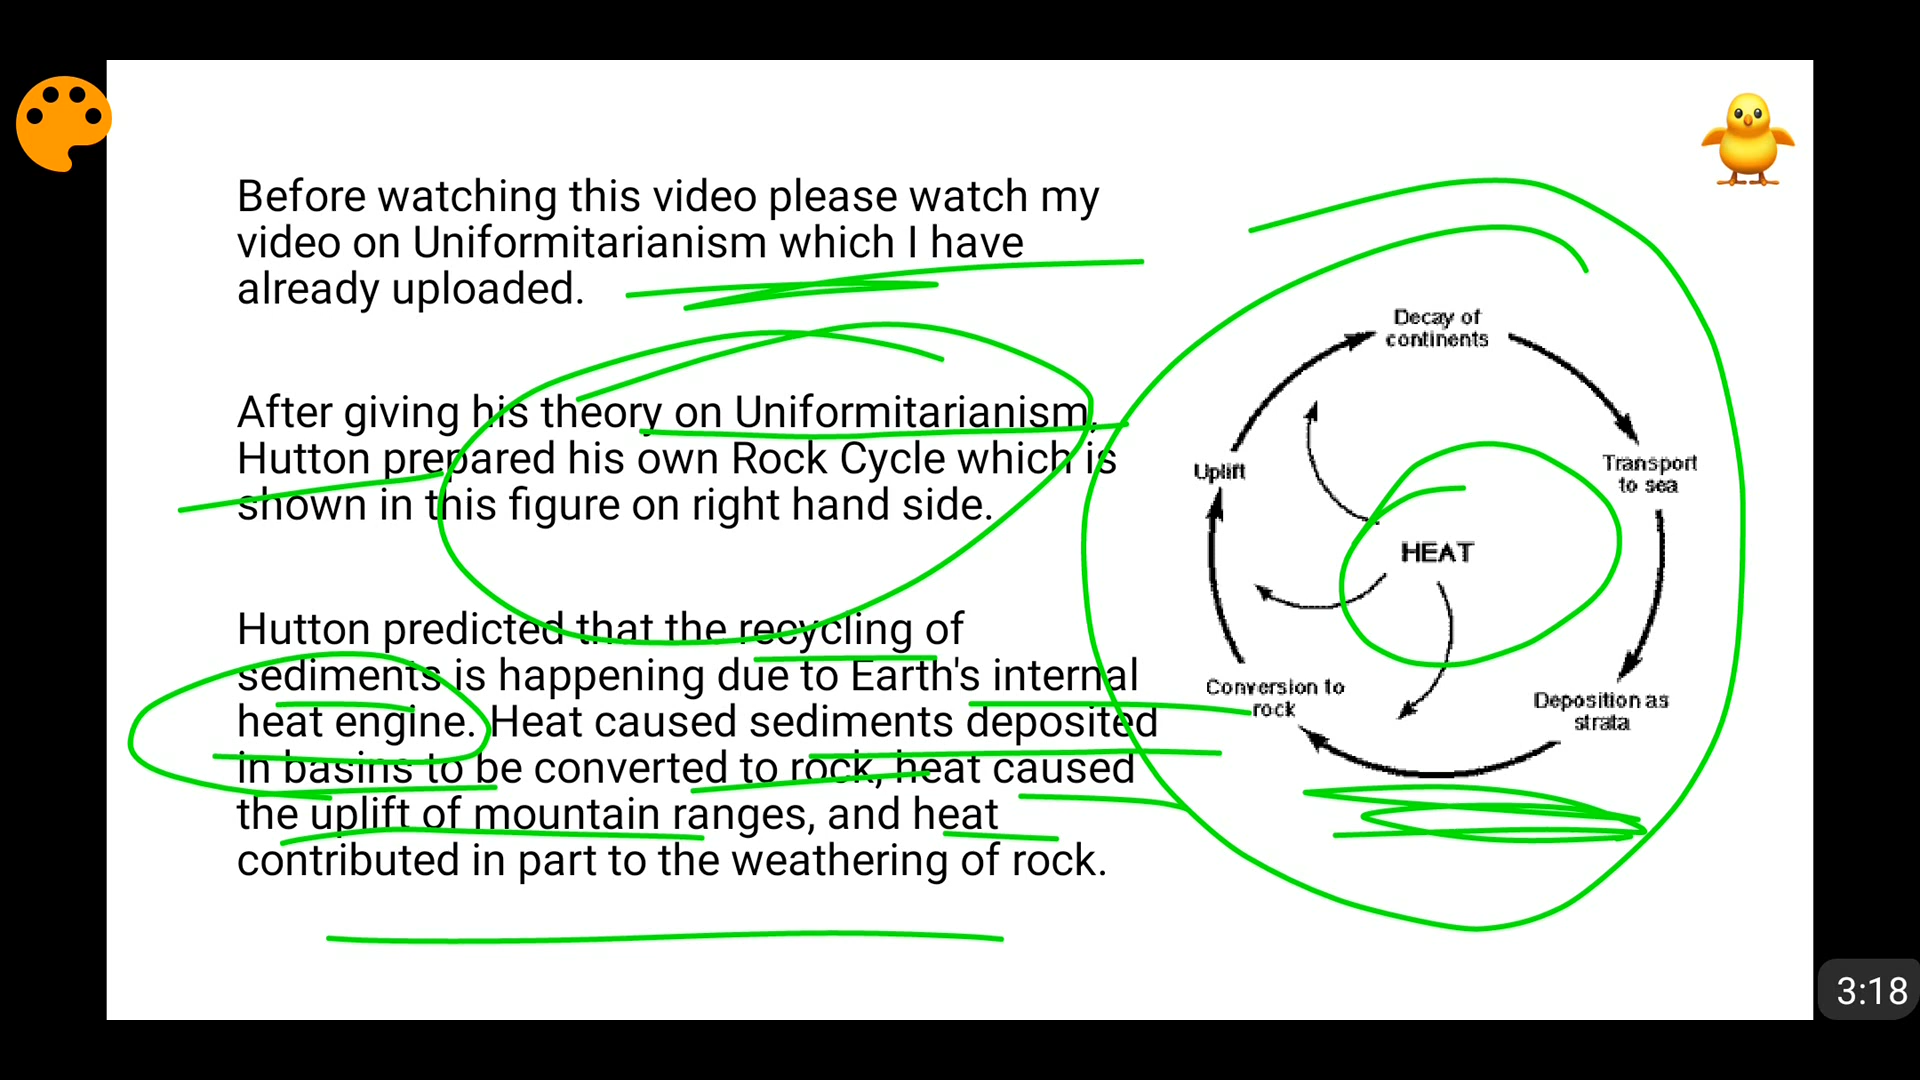 Before watching this video please watch my
video on Uniformitarianism which I have
already uploaded.
After giving his theory on Uniformitarianism,
Hutton prepared his own Rock Cycle which is
shown in this figure on right hand side.
Hutton predicted that the recycling of
sediments is happening due to Earth's internal
heat engine. Heat caused sediments deposited
in basins to be converted to rock, heat caused
the uplift of mountain ranges, and heat
contributed in part to the weathering of rock.
Decay of
continents
Transport
to sea
Uplift
HEAT
Conversion to
rock
Deposition as
strata
3:18